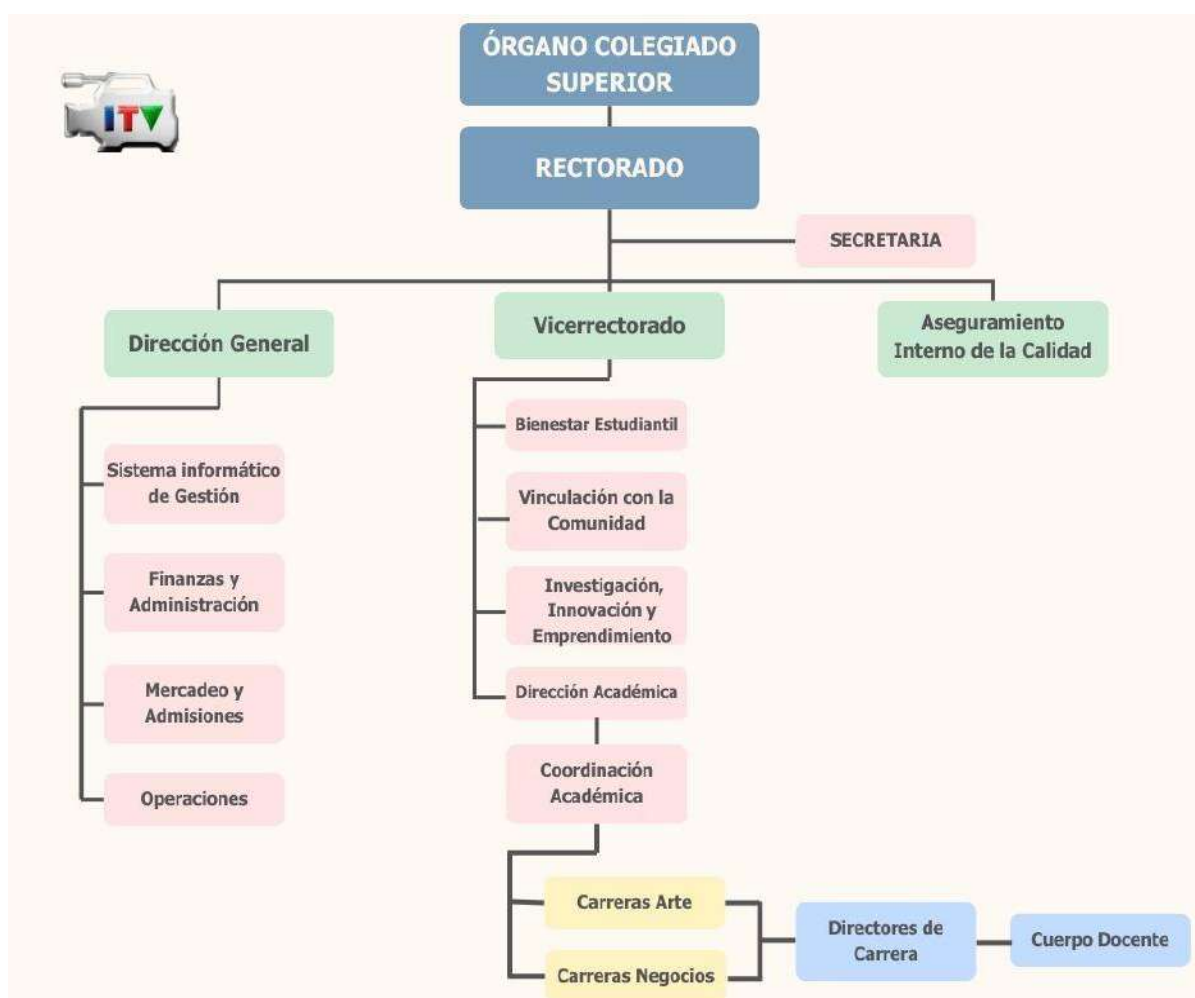 ÓRGANO COLEGIADO
SUPERIOR
ITV
RECTORADO
SECRETARIA
Dirección General
Vicerrectorado
Aseguramiento
Interno de la Calidad
Sistema informático
de Gestión
Finanzas y
Administración
Mercadeo y
Admisiones
Operaciones
Bienestar Estudiantil
Vinculación con la
Comunidad
Investigación,
Innovación y
Emprendimiento
Dirección Académica
Coordinación
Académica
Carreras Arte
Carreras Negocios
Directores de
Carrera
Cuerpo Docente